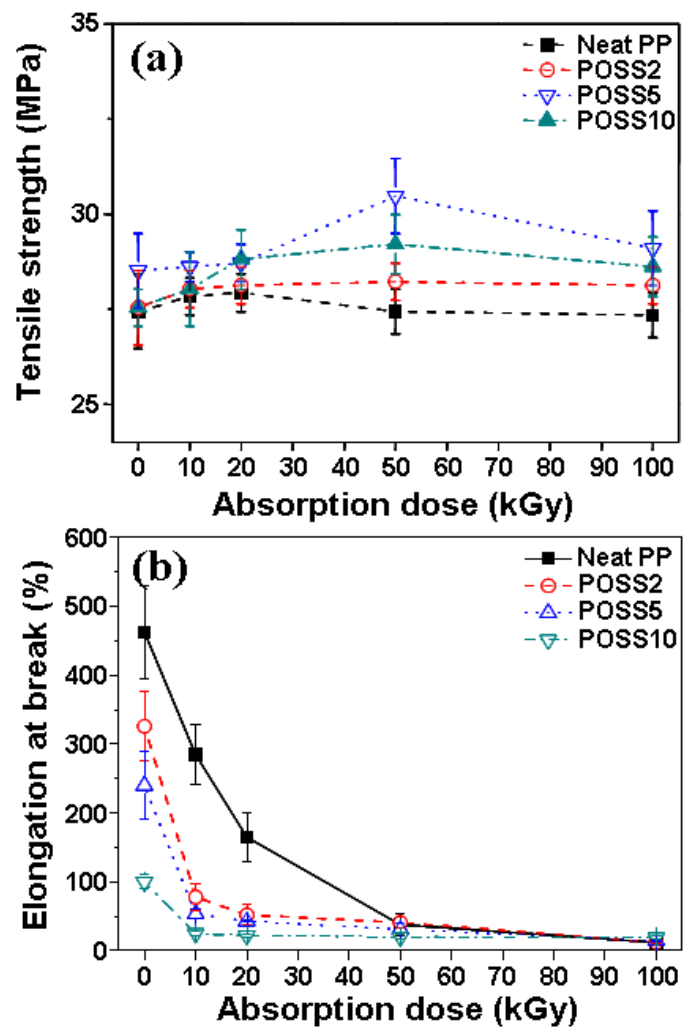 (a)
Neat PP
POSS2
POSS5
POSS10
35
30
25
Tensile strength (MPa)
0 10 20 30 40 50 60 70 80 90 100
Absorption dose (kGy)
(b)
Neat PP
POSS2
POSS5
POSS10
600
500
400
300
200
100
0
Elongation at break (%)
0 10 20 30 40 50 60 70 80 90 100
Absorption dose (kGy)